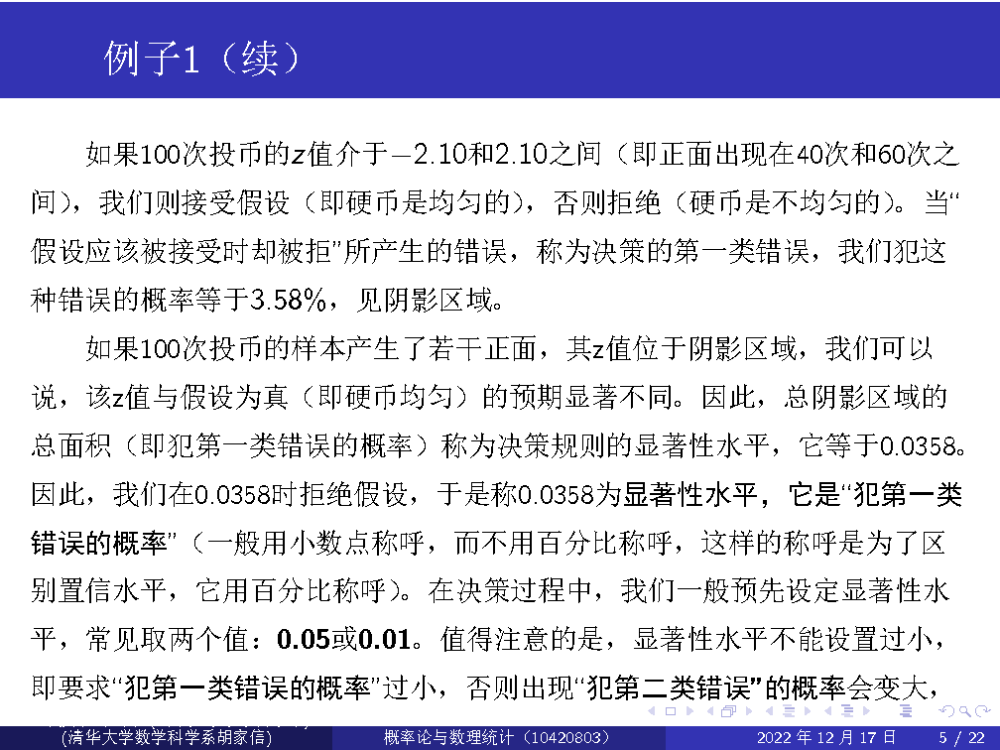 例子1（续）
如果100次投币的z值介于−2.10和2.10之间（即正面出现在40次和60次之
间），我们则接受假设（即硬币是均匀的），否则拒绝（硬币是不均匀的）。当“
假设应该被接受时却被拒”所产生的错误，称为决策的第一类错误，我们犯这
种错误的概率等于3.58%，见阴影区域。
如果100次投币的样本产生了若干正面，其z值位于阴影区域，我们可以
说，该z值与假设为真（即硬币均匀）的预期显著不同。因此，总阴影区域的
总面积（即犯第一类错误的概率）称为决策规则的显著性水平，它等于0.0358。
因此，我们在0.0358时拒绝假设，于是称0.0358为显著性水平，它是“犯第一类
错误的概率”（一般用小数点称呼，而不用百分比称呼，这样的称呼是为了区
别置信水平，它用百分比称呼）。在决策过程中，我们一般预先设定显著性水
平，常见取两个值：0.05或0.01。值得注意的是，显著性水平不能设置过小，
即要求“犯第一类错误的概率”过小，否则出现“犯第二类错误”的概率会变大，
(清华大学数学科学系胡家信) 概率论与数理统计（10420803） 2022 年 12 月 17 日 5 / 22